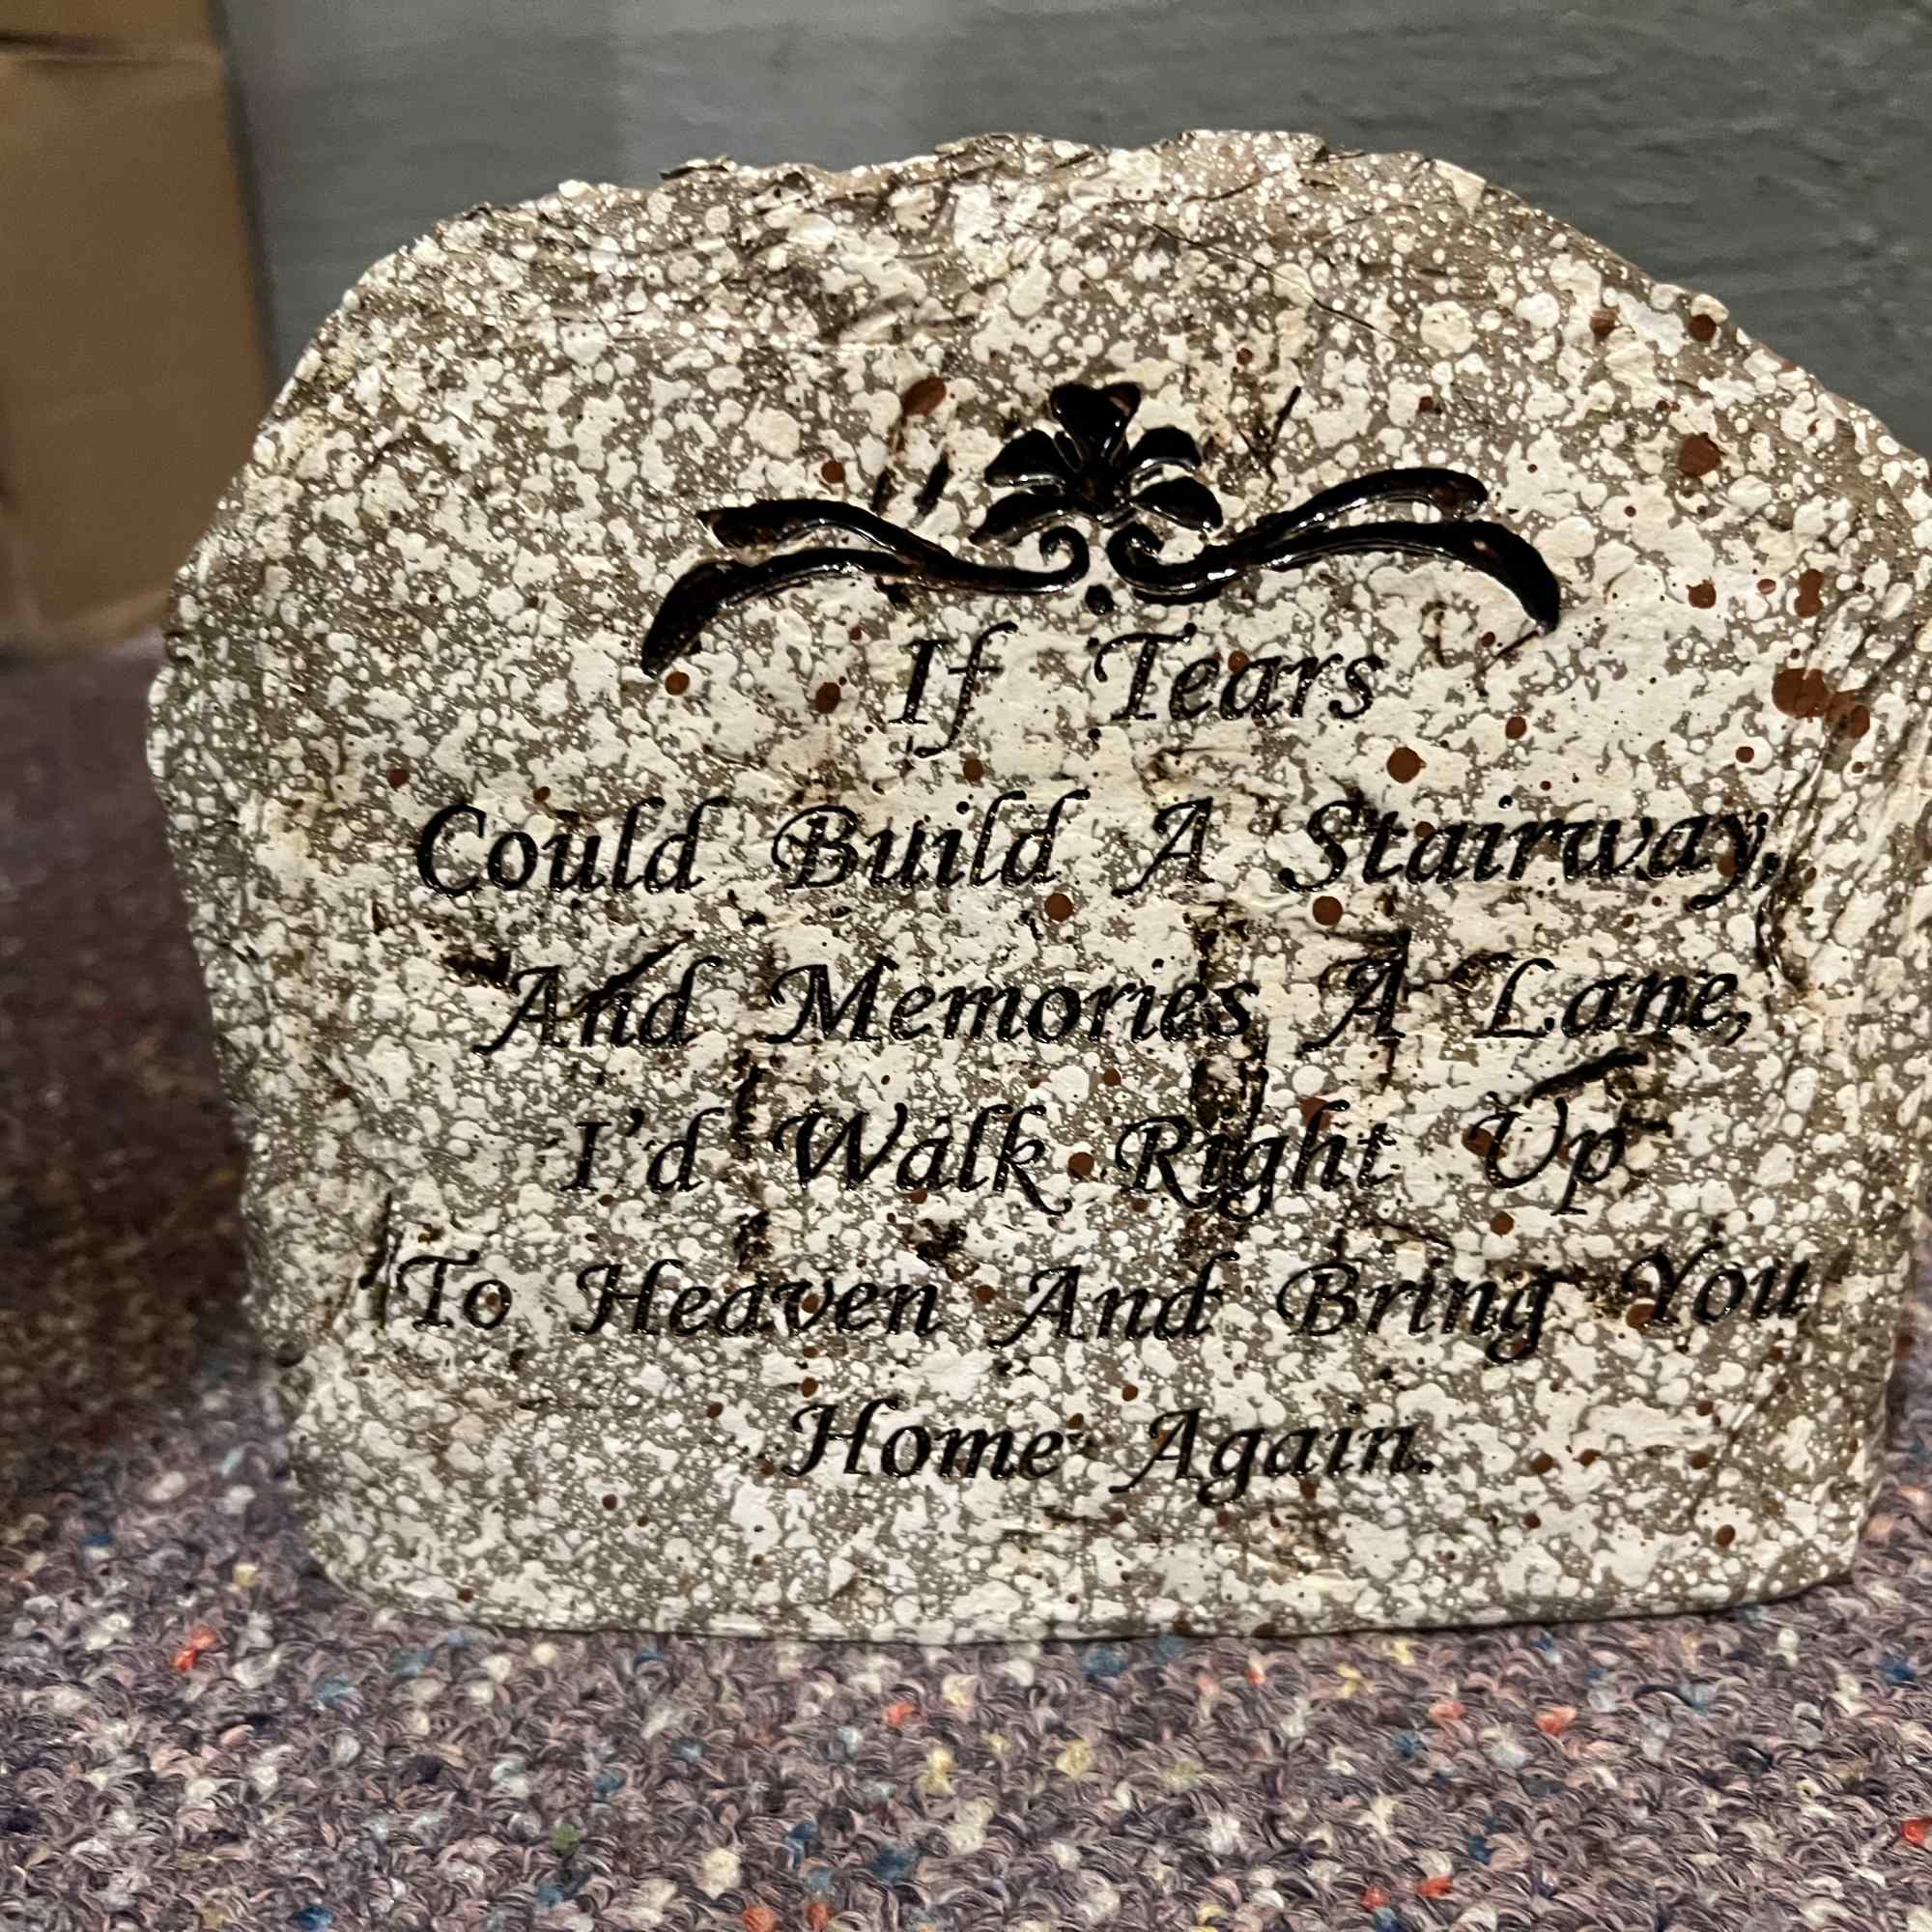 If Tears
Could Build A Stairway,
And Memories A Lane,
I'd Walk Right Up
To Heaven And Bring You
Home Again.